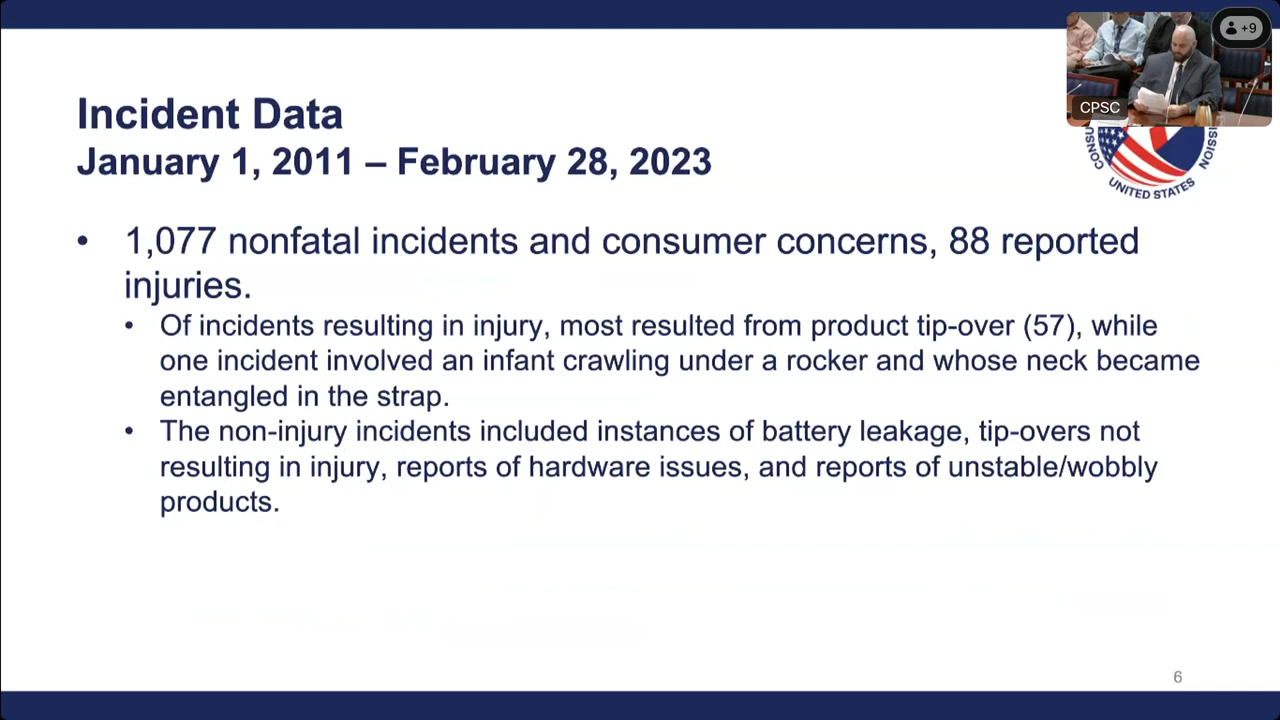 +9
CPSC
Incident Data
January 1, 2011 – February 28, 2023
UNITED STATES
• 1,077 nonfatal incidents and consumer concerns, 88 reported
injuries.
• Of incidents resulting in injury, most resulted from product tip-over (57), while
one incident involved an infant crawling under a rocker and whose neck became
entangled in the strap.
• The non-injury incidents included instances of battery leakage, tip-overs not
resulting in injury, reports of hardware issues, and reports of unstable/wobbly
products.
6